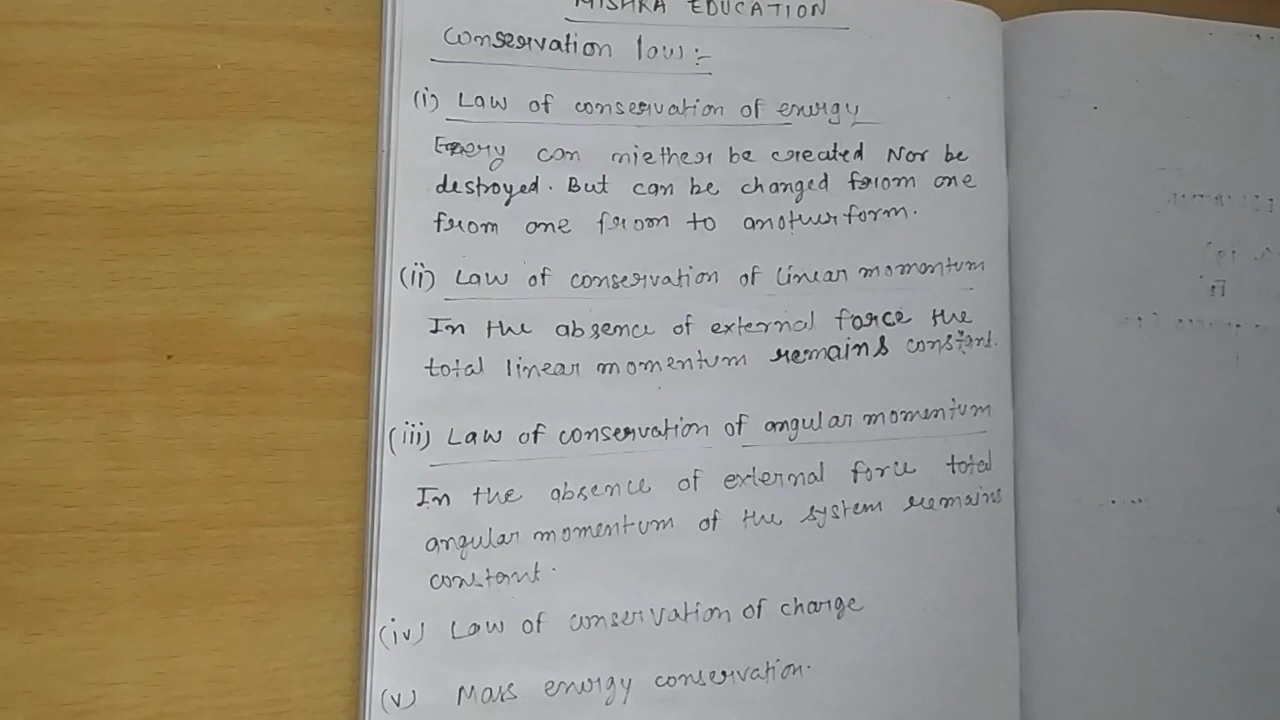 MISHRA EDUCATION
Conservation law :-
(i) Law of conservation of energy
Energy can niether be created Nor be
destroyed. But can be changed from one
from one from to another form.
(ii) Law of conservation of linear momentum
In the absence of external force the
total linear momentum remains constant.
(iii) Law of conservation of angular momentum
In the absence of external force total
angular momentum of the system remains
constant.
(iv) Law of conservation of charge
(v) Mass energy conservation.